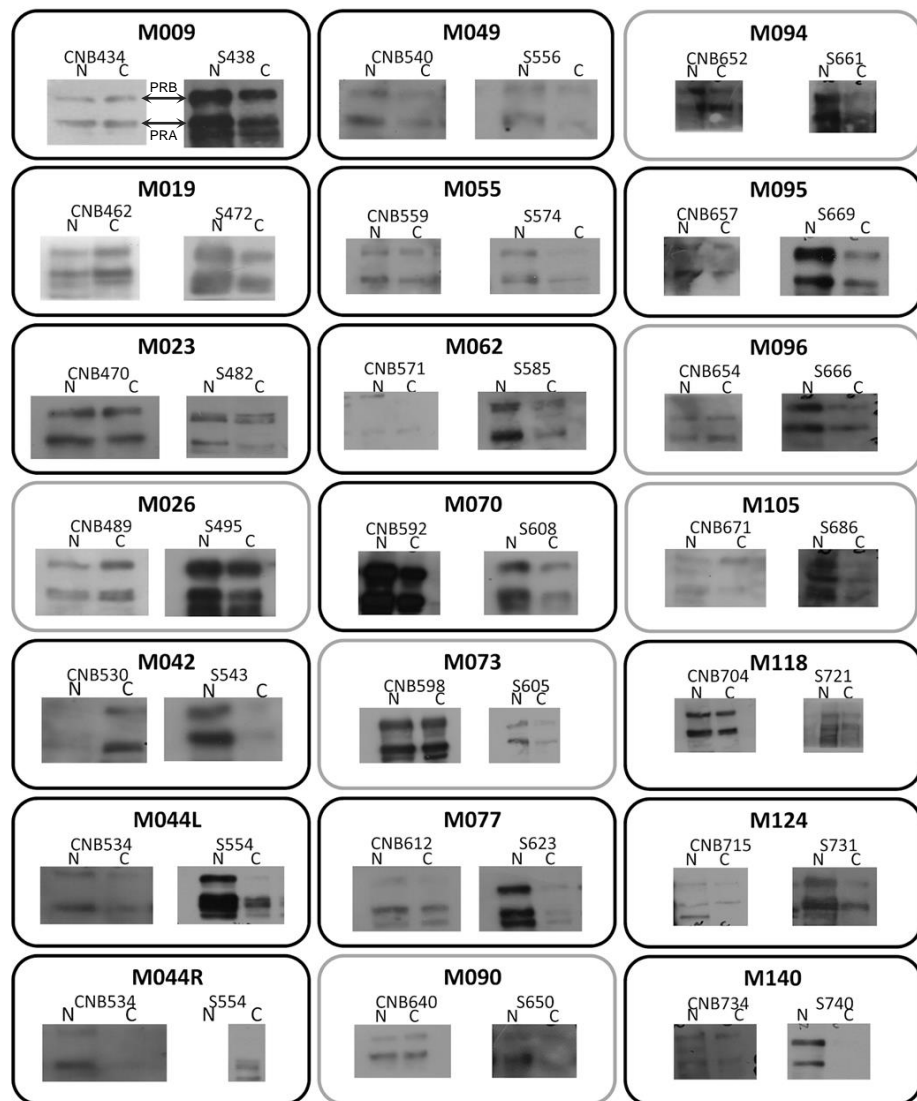 M009
CNB434 S438
N C N C
PRB
PRA
M049
CNB540 S556
N C N C
M094
CNB652 S661
N C N C
M019
CNB462 S472
N C N C
M055
CNB559 S574
N C N C
M095
CNB657 S669
N C N C
M023
CNB470 S482
N C N C
M062
CNB571 S585
N C N C
M096
CNB654 S666
N C N C
M026
CNB489 S495
N C N C
M070
CNB592 S608
N C N C
M105
CNB671 S686
N C N C
M042
CNB530 S543
N C N C
M073
CNB598 S605
N C N C
M118
CNB704 S721
N C N C
M044L
CNB534 S554
N C N C
M077
CNB612 S623
N C N C
M124
CNB715 S731
N C N C
M044R
CNB534 S554
N C N C
M090
CNB640 S650
N C N C
M140
CNB734 S740
N C N C